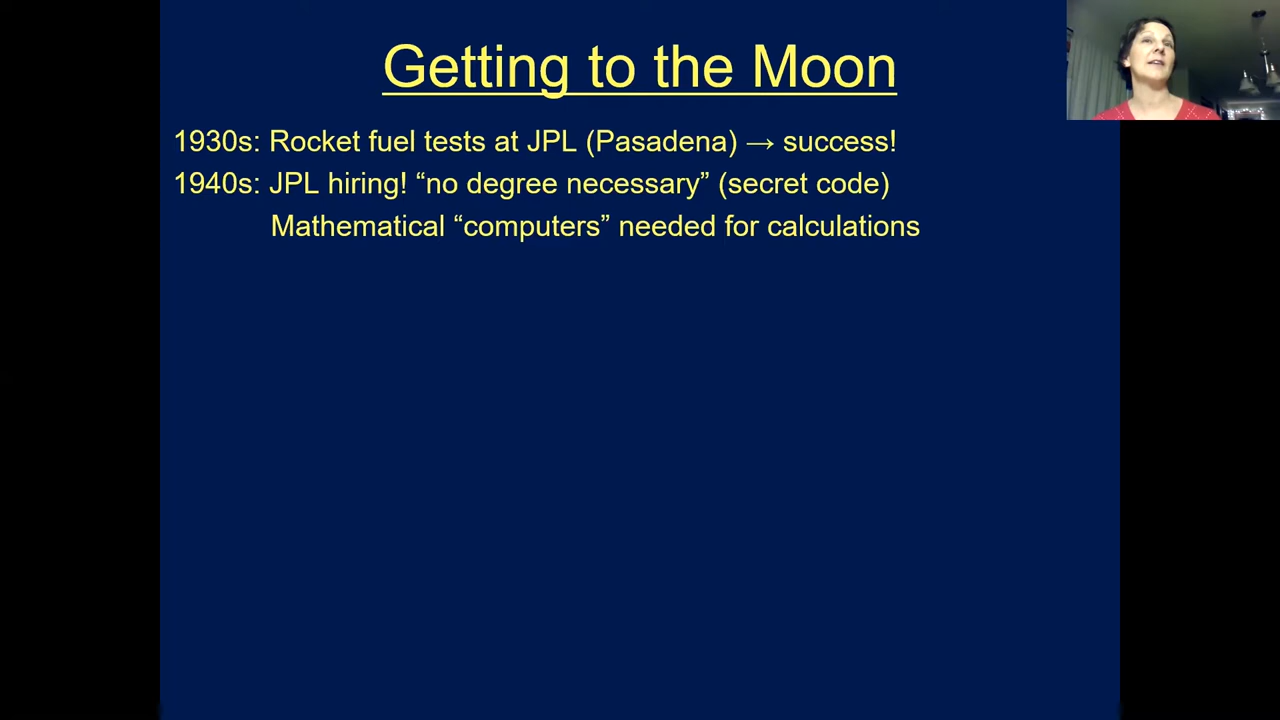 Getting to the Moon
1930s: Rocket fuel tests at JPL (Pasadena) → success!
1940s: JPL hiring! “no degree necessary” (secret code)
Mathematical “computers” needed for calculations